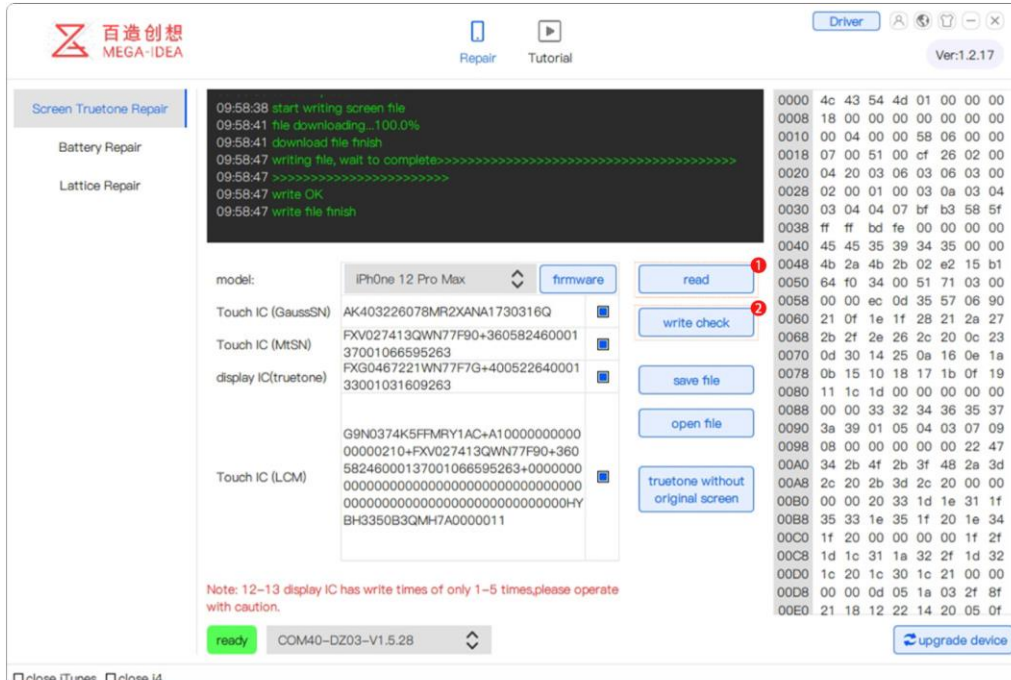 百造创想
MEGA-IDEA
Repair
Tutorial
Driver
Ver:1.2.17
Screen Truetone Repair
Battery Repair
Lattice Repair
09:58:38 start writing screen file
09:58:41 file downloading...100.0%
09:58:41 download file finish
09:58:47 writing file, wait to complete>>>>>>>>>>>>>>>>>>>>>>>>>>>>>>>>>>>>>>>>>
09:58:47 >>>>>>>>>>>>>>>>>>>>>>>>
09:58:47 write OK
09:58:47 write file finish
model:
iPh0ne 12 Pro Max
firmware
Touch IC (GaussSN)
AK403226078MR2XANA1730316Q
Touch IC (MtSN)
FXV027413QWN77F90+360582460001
37001066595263
display IC(truetone)
FXG0467221WN77F7G+400522640001
33001031609263
Touch IC (LCM)
G9N0374K5FFMRY1AC+A10000000000
00000210+FXV027413QWN77F90+360
58246000137001066595263+0000000
000000000000000000000000000000
00000000000000000000000000000HY
BH3350B3QMH7A0000011
1
read
2
write check
save file
open file
truetone without
original screen
Note: 12-13 display IC has write times of only 1-5 times,please operate
with caution.
ready
COM40-DZ03-V1.5.28
upgrade device
close iTunes
close i4
0000 4c 43 54 4d 01 00 00 00
0008 18 00 00 00 00 00 00 00
0010 00 04 00 00 58 06 00 00
0018 07 00 51 00 cf 26 02 00
0020 04 20 03 06 03 06 03 00
0028 02 00 01 00 03 0a 03 04
0030 03 04 04 07 bf b3 58 5f
0038 ff ff bd fe 00 00 00 00
0040 45 45 35 39 34 35 00 00
0048 4b 2a 4b 2b 02 e2 15 b1
0050 64 f0 34 00 51 71 03 00
0058 00 00 ec 0d 35 57 06 90
0060 21 0f 1e 1f 28 21 2a 27
0068 2b 2f 2e 26 2c 20 0c 23
0070 0d 30 14 25 0a 16 0e 1a
0078 0b 15 10 18 17 1b 0f 19
0080 11 1c 1d 00 00 00 00 00
0088 00 00 33 32 34 36 35 37
0090 3a 39 01 05 04 03 07 09
0098 08 00 00 00 00 00 22 47
00A0 34 2b 4f 2b 3f 48 2a 3d
00A8 2c 20 2b 3d 2c 20 00 00
00B0 00 00 20 33 1d 1e 31 1f
00B8 35 33 1e 35 1f 20 1e 34
00C0 1f 20 00 00 00 00 1f 2f
00C8 1d 1c 31 1a 32 2f 1d 32
00D0 1c 20 1c 30 1c 21 00 00
00D8 00 00 0d 05 1a 03 2f 8f
00E0 21 18 12 22 14 20 05 0f